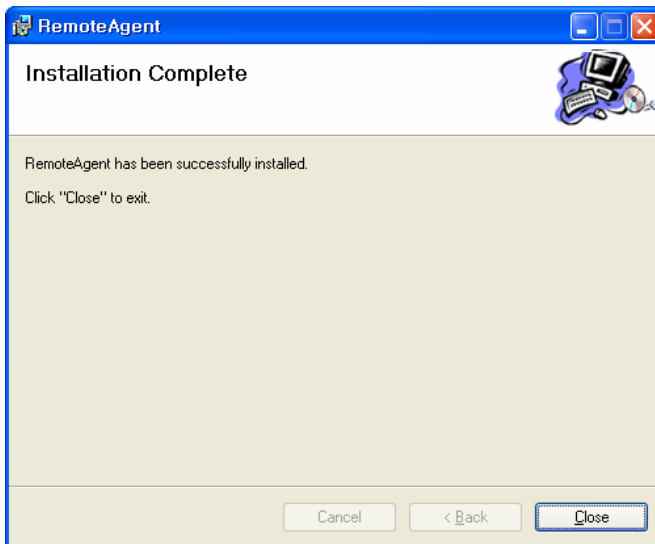 RemoteAgent
Installation Complete
RemoteAgent has been successfully installed.
Click "Close" to exit.
Cancel
< Back
Close